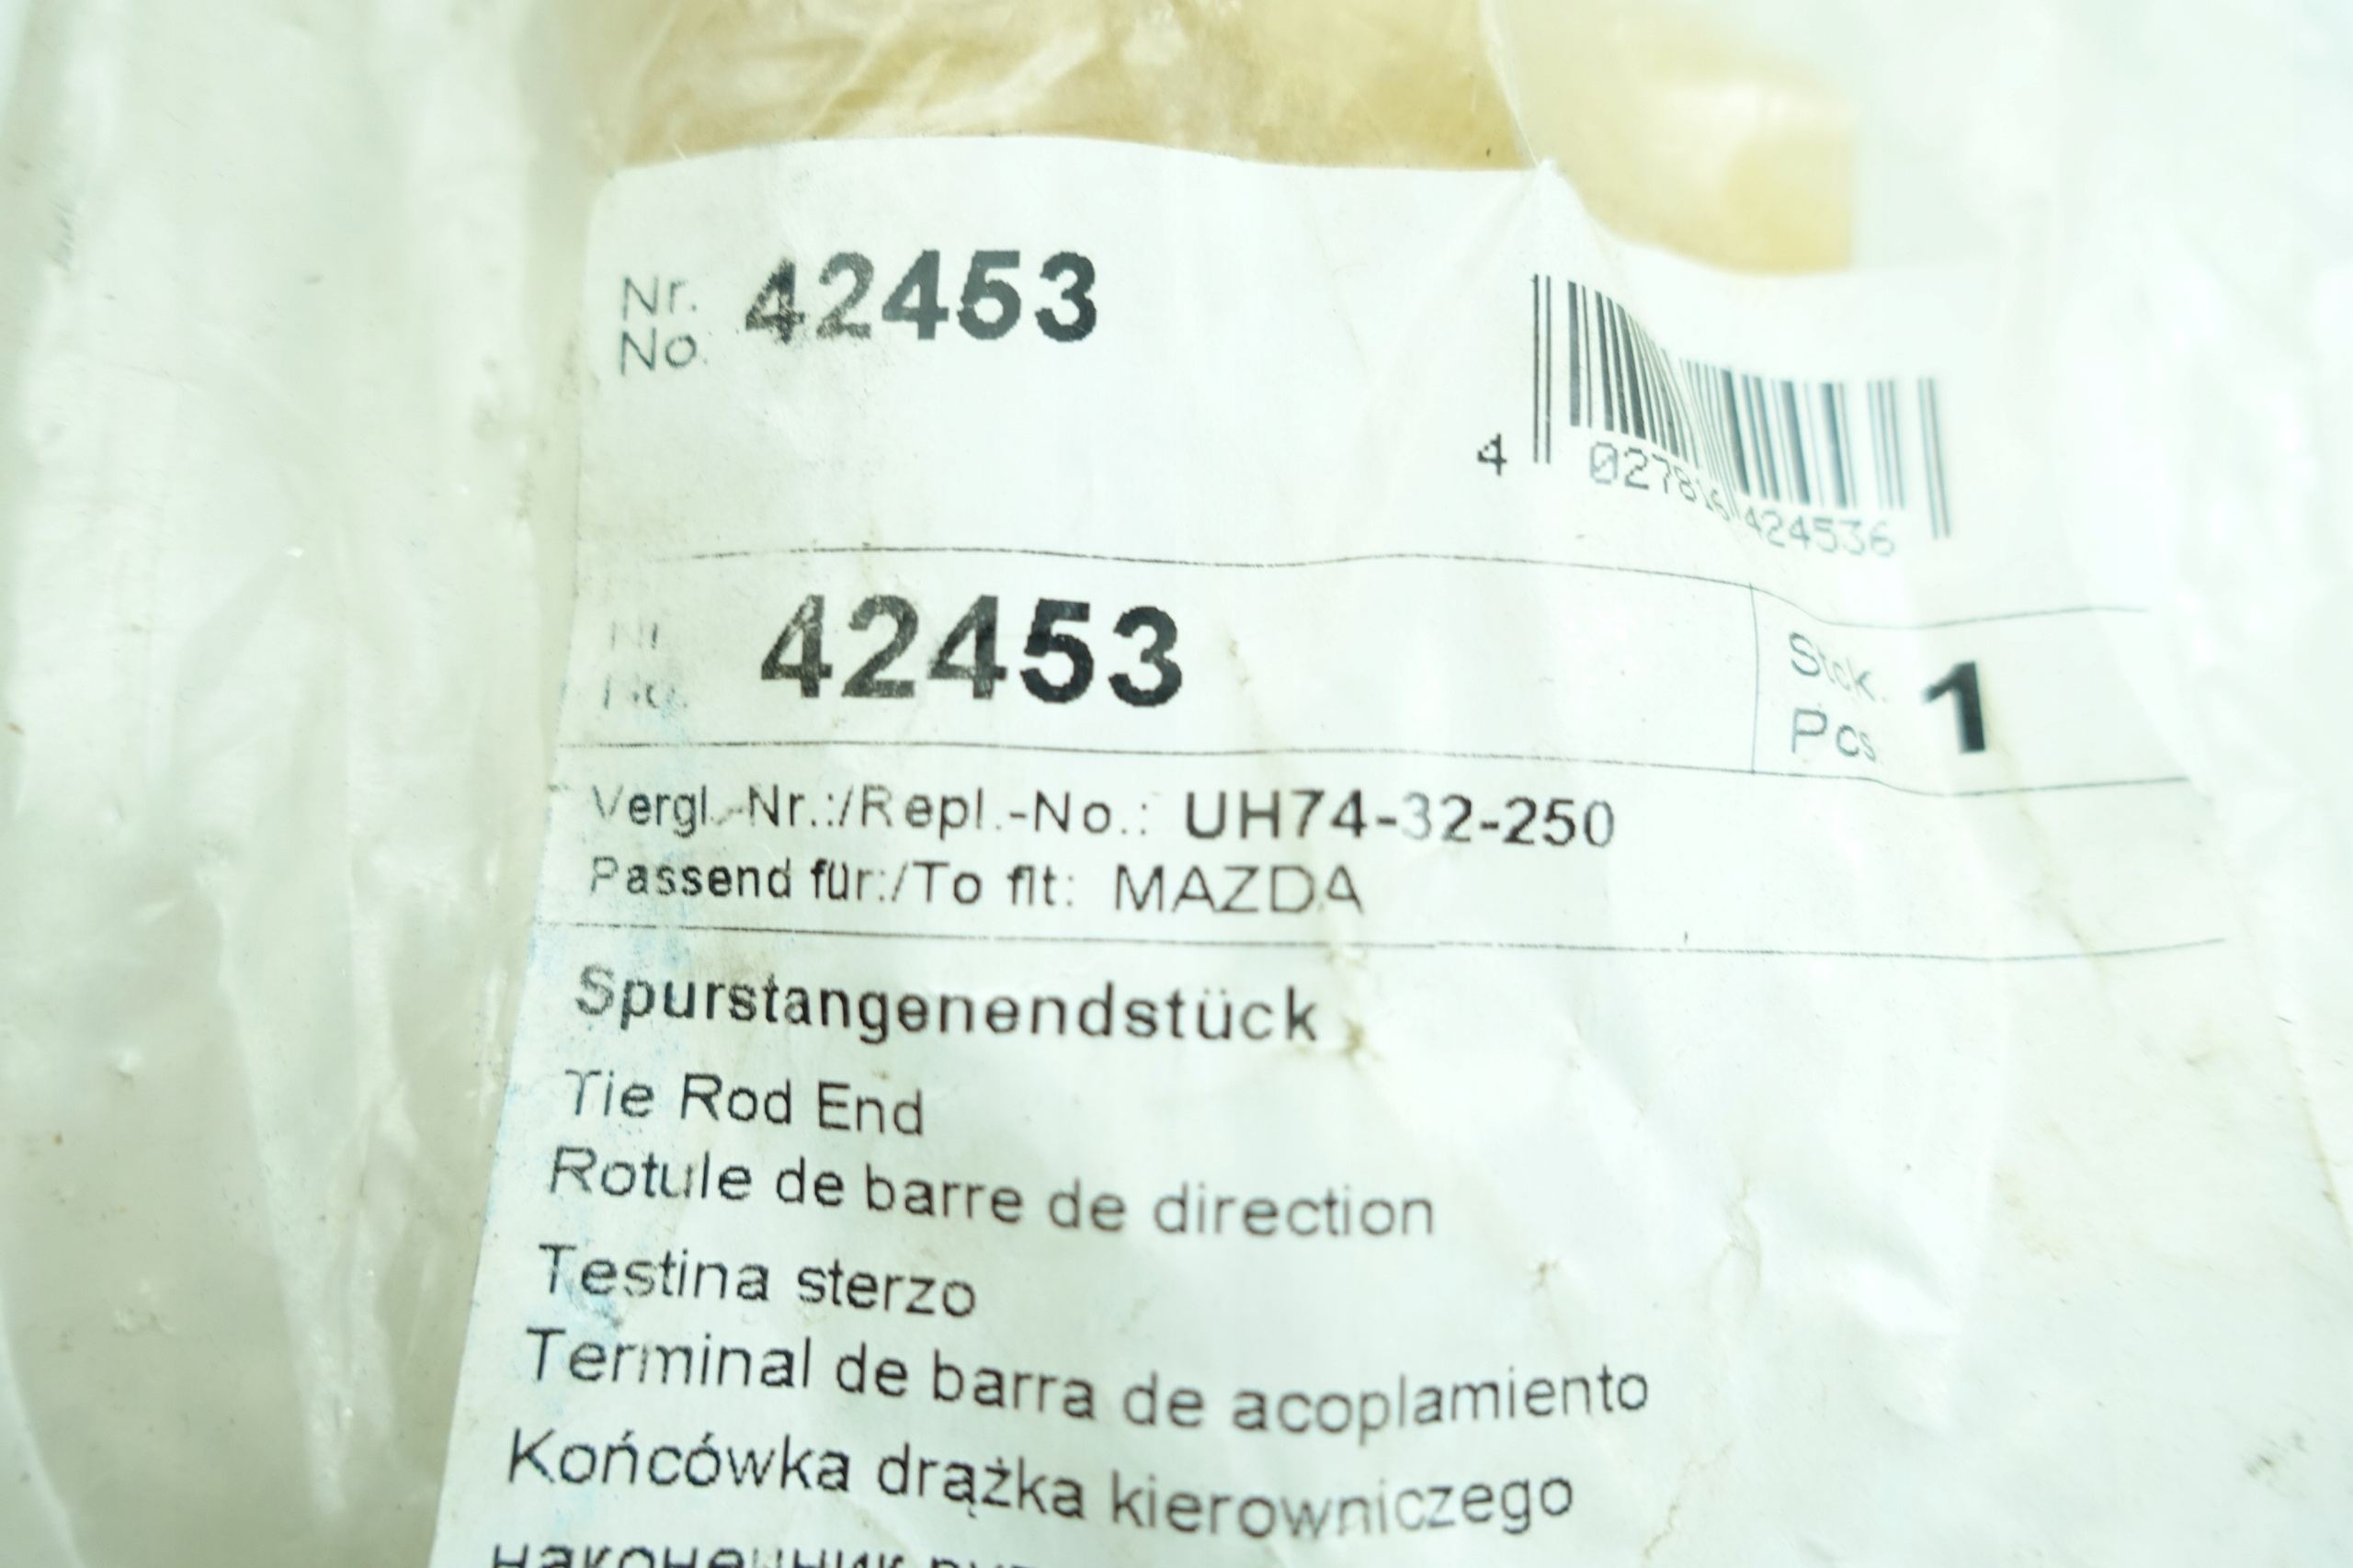 Nr.
No. 42453
4 027816 424536
Nr.
No. 42453
Stck.
Pcs. 1
Vergl.-Nr.:/Repl.-No.: UH74-32-250
Passend für:/To fit: MAZDA
Spurstangenendstück
Tie Rod End
Rotule de barre de direction
Testina sterzo
Terminal de barra de acoplamiento
Końcówka drążka kierowniczego